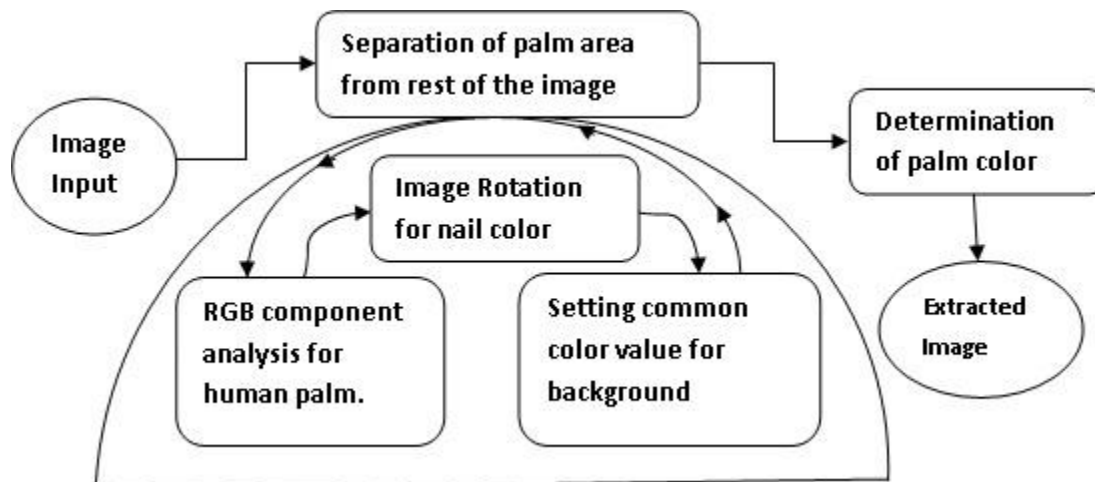 Separation of palm area
from rest of the image
Image
Input
Determination
of palm color
Image Rotation
for nail color
RGB component
analysis for
human palm.
Setting common
color value for
background
Extracted
Image